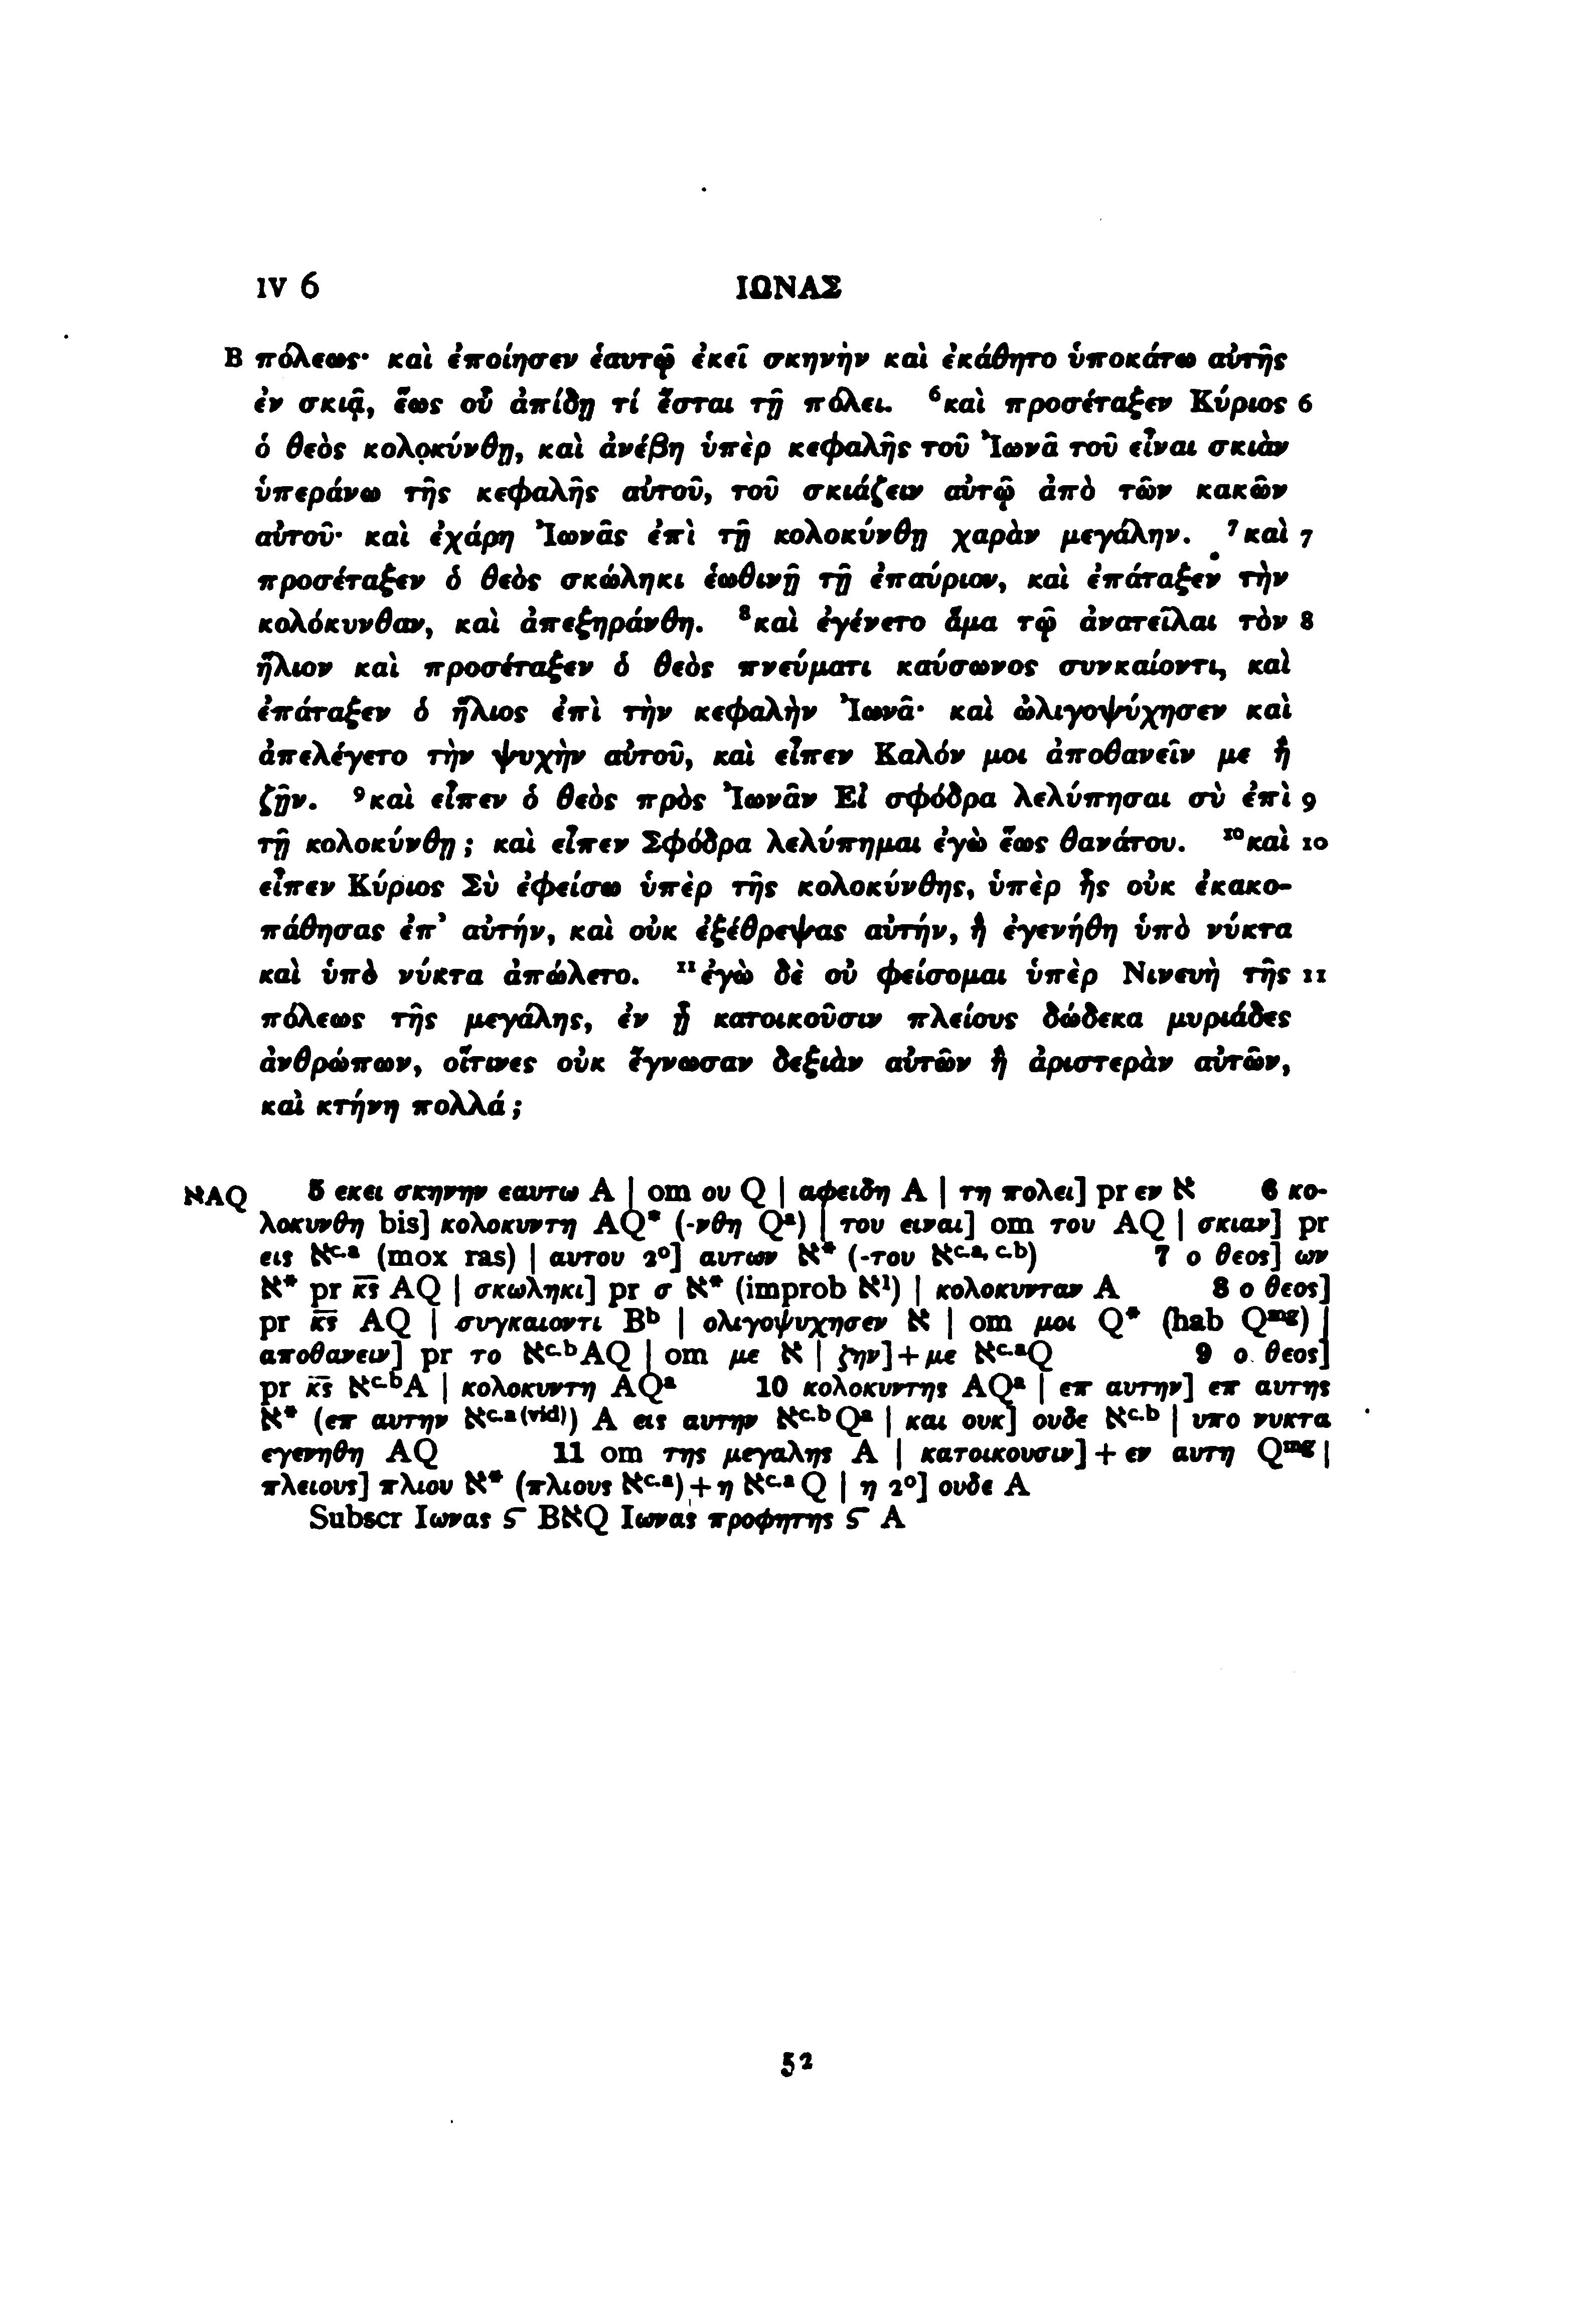 IV 6 ΙΩΝΑΣ
B πόλεως· καὶ ἐποίησεν ἑαυτῷ ἐκεῖ σκηνὴν καὶ ἐκάθητο ὑποκάτω αὐτῆς
ἐν σκιᾷ, ἕως οὗ ἀπίδῃ τί ἔσται τῇ πόλει. ⁶καὶ προσέταξεν Κύριος 6
ὁ θεὸς κολοκύνθῃ, καὶ ἀνέβη ὑπὲρ κεφαλῆς τοῦ Ἰωνᾶ τοῦ εἶναι σκιὰν
ὑπεράνω τῆς κεφαλῆς αὐτοῦ, τοῦ σκιάζειν αὐτῷ ἀπὸ τῶν κακῶν
αὐτοῦ· καὶ ἐχάρη Ἰωνᾶς ἐπὶ τῇ κολοκύνθῃ χαρὰν μεγάλην. ⁷καὶ 7
προσέταξεν ὁ θεὸς σκώληκι ἑωθινῇ τῇ ἐπαύριον, καὶ ἐπάταξεν τὴν
κολόκυνθαν, καὶ ἀπεξηράνθη. ⁸καὶ ἐγένετο ἅμα τῷ ἀνατεῖλαι τὸν 8
ἥλιον καὶ προσέταξεν ὁ θεὸς πνεύματι καύσωνος συνκαίοντι, καὶ
ἐπάταξεν ὁ ἥλιος ἐπὶ τὴν κεφαλὴν Ἰωνᾶ· καὶ ὠλιγοψύχησεν καὶ
ἀπελέγετο τὴν ψυχὴν αὐτοῦ, καὶ εἶπεν Καλόν μοι ἀποθανεῖν με ἢ
ζῇν. ⁹καὶ εἶπεν ὁ θεὸς πρὸς Ἰωνᾶν Εἰ σφόδρα λελύπησαι σὺ ἐπὶ 9
τῇ κολοκύνθῃ; καὶ εἶπεν Σφόδρα λελύπημαι ἐγὼ ἕως θανάτου. ¹⁰καὶ 10
εἶπεν Κύριος Σὺ ἐφείσω ὑπὲρ τῆς κολοκύνθης, ὑπὲρ ἧς οὐκ ἐκακο-
πάθησας ἐπ’ αὐτήν, καὶ οὐκ ἐξέθρεψας αὐτήν, ἣ ἐγενήθη ὑπὸ νύκτα
καὶ ὑπὸ νύκτα ἀπώλετο. ¹¹ἐγὼ δὲ οὐ φείσομαι ὑπὲρ Νινευὴ τῆς 11
πόλεως τῆς μεγάλης, ἐν ᾗ κατοικοῦσιν πλείους δώδεκα μυριάδες
ἀνθρώπων, οἵτινες οὐκ ἔγνωσαν δεξιὰν αὐτῶν ἢ ἀριστερὰν αὐτῶν,
καὶ κτήνη πολλά;
ℵAQ 5 εκει σκηνην εαυτω A | om ου Q | αφειδη A | τη πολει] pr εν ℵ 6 κο-
λοκυνθη bis] κολοκυντη AQ* (-νθη Qᵃ) | του ειναι] om του AQ | σκιαν] pr
εις ℵᶜ·ᵃ (mox ras) | αυτου 2°] αυτων ℵ* (-του ℵᶜ·ᵃ, ᶜ·ᵇ) 7 ο θεος] ων
ℵ* pr κ̅ς̅ AQ | σκωληκι] pr σ ℵ* (improb ℵ¹) | κολοκυνταν A 8 ο θεος]
pr κ̅ς̅ AQ | συγκαιοντι Bᵇ | ολιγοψυχησεν ℵ | om μοι Q* (hab Qᵐᵍ) |
αποθανειν] pr το ℵᶜ·ᵇAQ | om με ℵ | ζην]+με ℵᶜ·ᵃQ 9 ο θεος]
pr κ̅ς̅ ℵᶜ·ᵇA | κολοκυντη AQᵃ 10 κολοκυντης AQᵃ | επ αυτην] επ αυτης
ℵ* (επ αυτην ℵᶜ·ᵃ⁽ᵛⁱᵈ⁾) A εις αυτην ℵᶜ·ᵇQᵃ | και ουκ] ουδε ℵᶜ·ᵇ | υπο νυκτα
εγενηθη AQ 11 om της μεγαλης A | κατοικουσιν]+εν αυτη Qᵐᵍ |
πλειους] πλιου ℵ* (πλιους ℵᶜ·ᵃ)+η ℵᶜ·ᵃQ | η 2°] ουδε A
Subscr Ιωνας Ϛ BℵQ Ιωνας προφητης Ϛ A
52